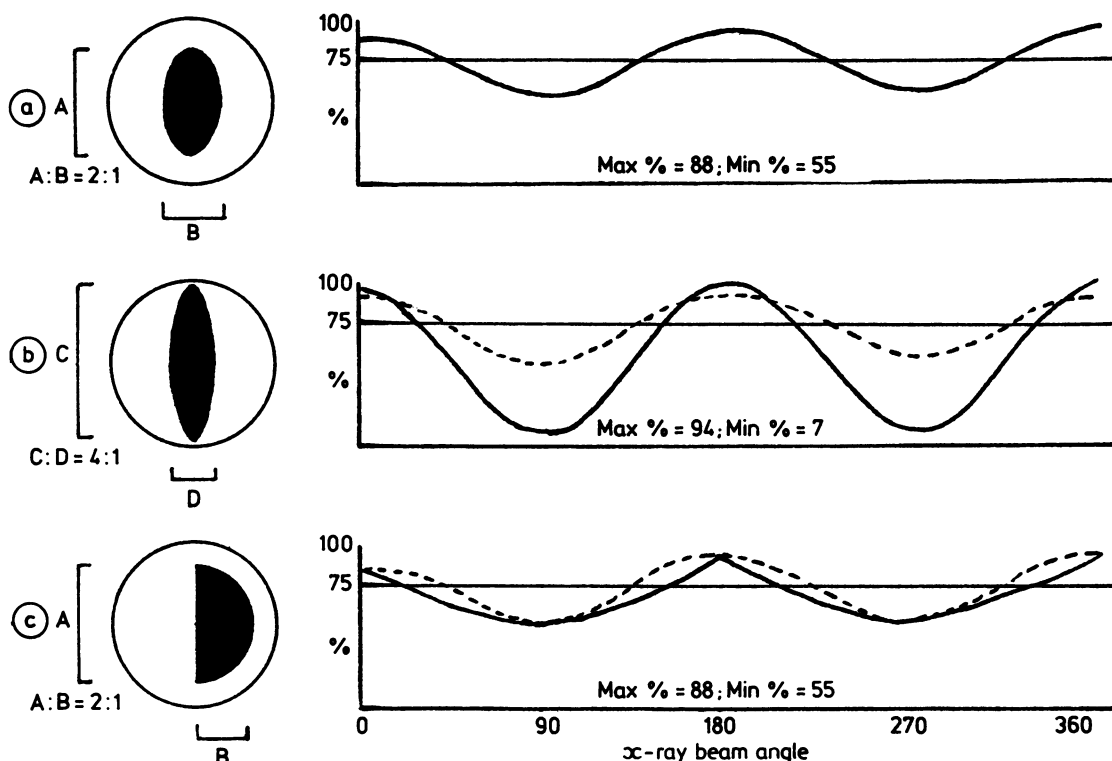 100
75
%
a A
A:B=2:1
B
Max % = 88; Min % = 55
100
75
%
b C
C:D=4:1
D
Max % = 94; Min % = 7
100
75
%
c A
A:B=2:1
B
Max % = 88; Min % = 55
0 90 180 270 360
x-ray beam angle